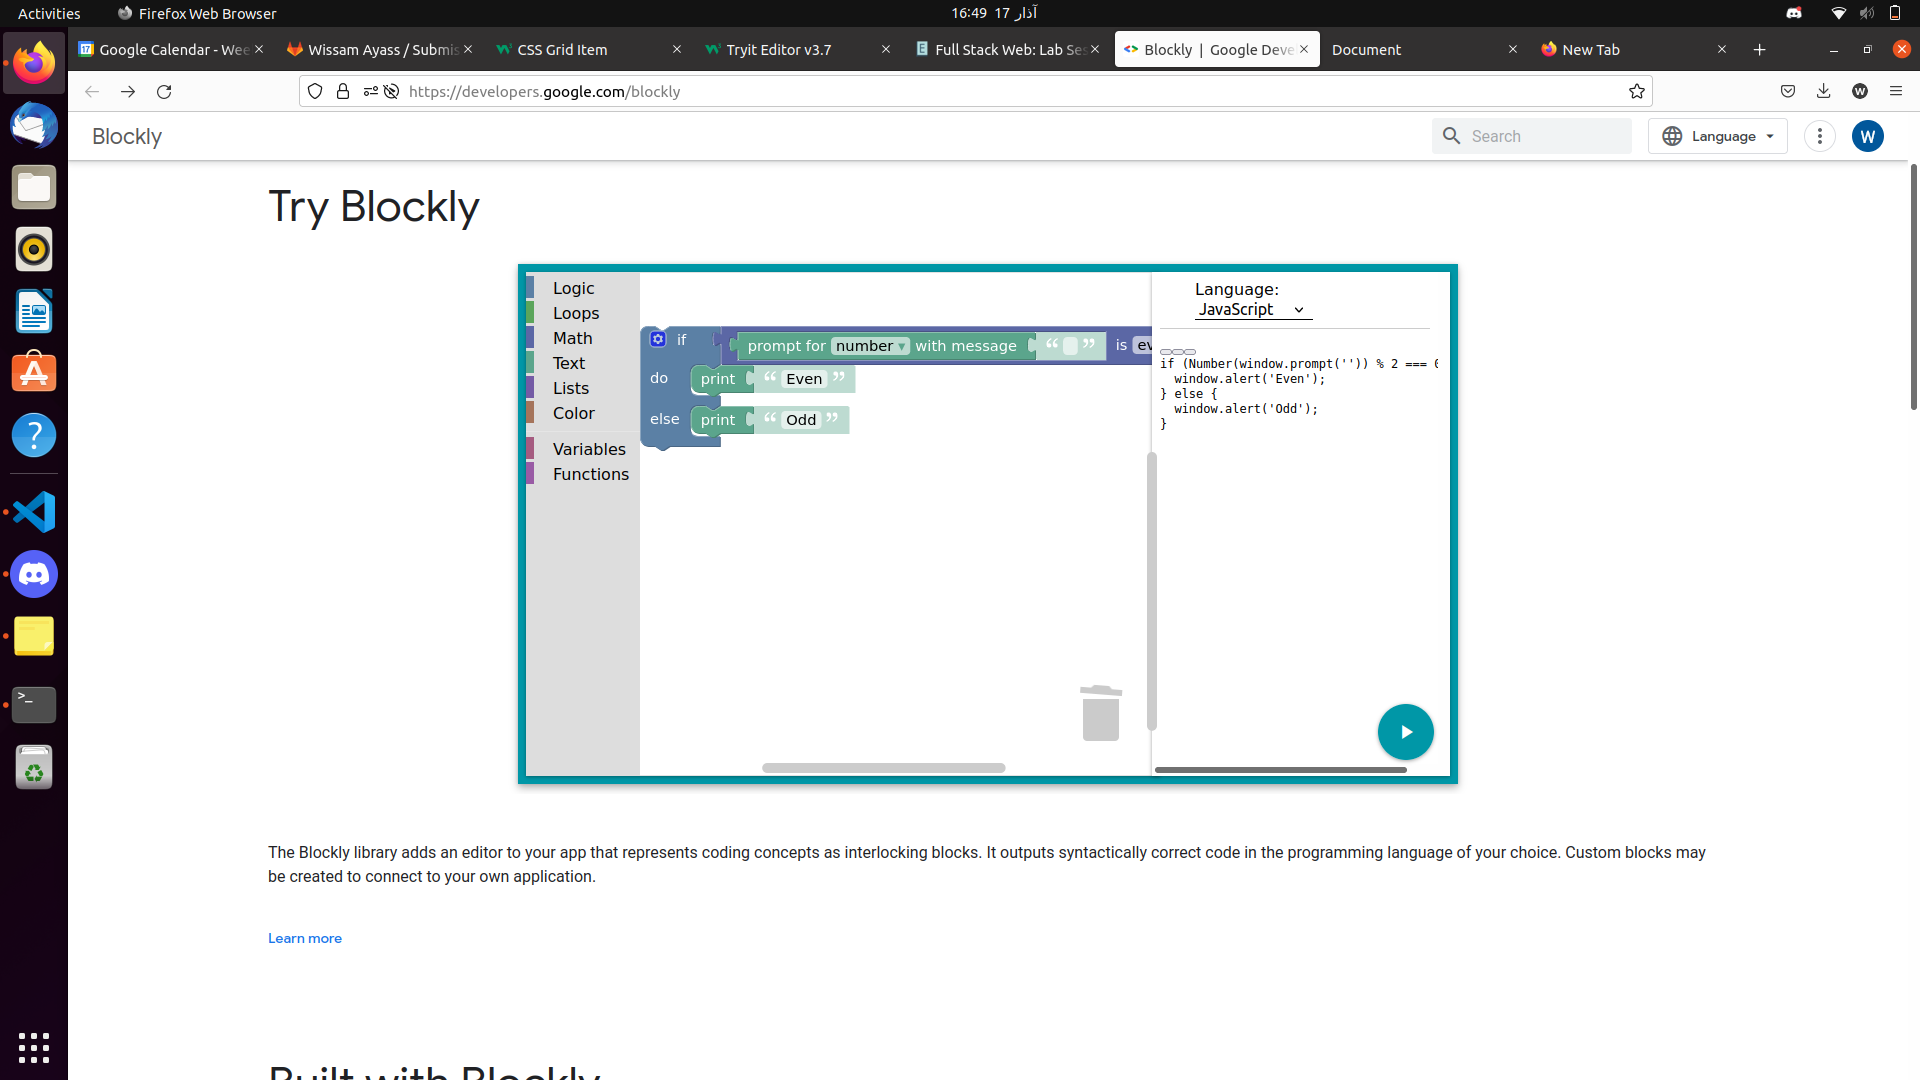 Activities
Firefox Web Browser
16:49 17 آذار
Google Calendar - Wee
Wissam Ayass / Submis
CSS Grid Item
Tryit Editor v3.7
Full Stack Web: Lab Ses
Blockly | Google Deve
Document
New Tab
https://developers.google.com/blockly
Blockly
Search
Language
W
Try Blockly
Logic
Loops
Math
Text
Lists
Color
Variables
Functions
if prompt for number with message “ ” is ev
do print “ Even ”
else print “ Odd ”
Language:
JavaScript
if (Number(window.prompt('')) % 2 === 0
window.alert('Even');
} else {
window.alert('Odd');
}
The Blockly library adds an editor to your app that represents coding concepts as interlocking blocks. It outputs syntactically correct code in the programming language of your choice. Custom blocks may
be created to connect to your own application.
Learn more
Built with Blockly